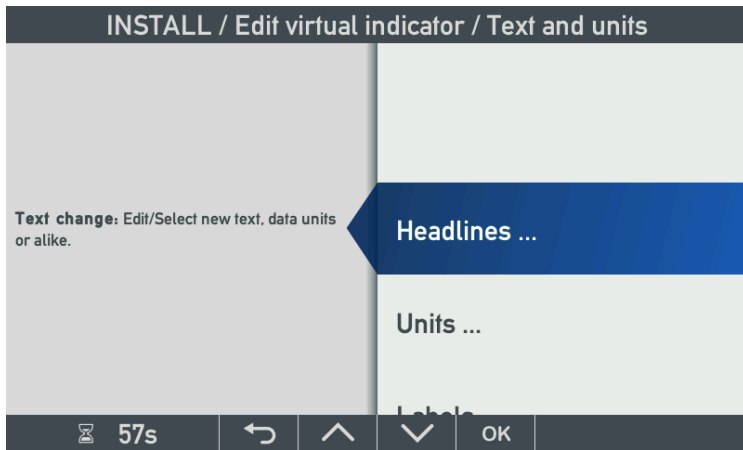 INSTALL / Edit virtual indicator / Text and units
Text change: Edit/Select new text, data units
or alike.
Headlines ...
Units ...
Labels
57s
OK